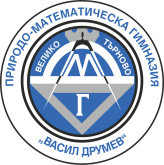 ПРИРОДО-МАТЕМАТИЧЕСКА ГИМНАЗИЯ
ВЕЛИКО ТЪРНОВО
М
Г
„ВАСИЛ ДРУМЕВ"